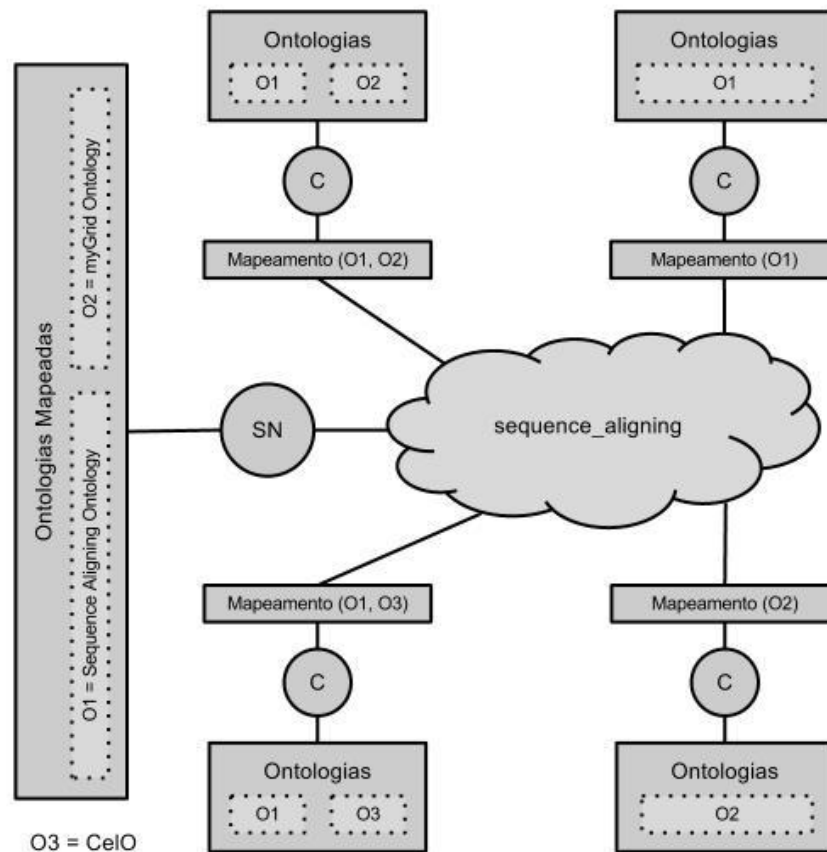 Ontologias
O1
O2
C
Mapeamento (O1, O2)
Ontologias
O1
C
Mapeamento (O1)
Ontologias Mapeadas
O2 = myGrid Ontology
O1 = Sequence Aligning Ontology
SN
sequence_aligning
Mapeamento (O1, O3)
C
Ontologias
O1
O3
Mapeamento (O2)
C
Ontologias
O2
O3 = CelO